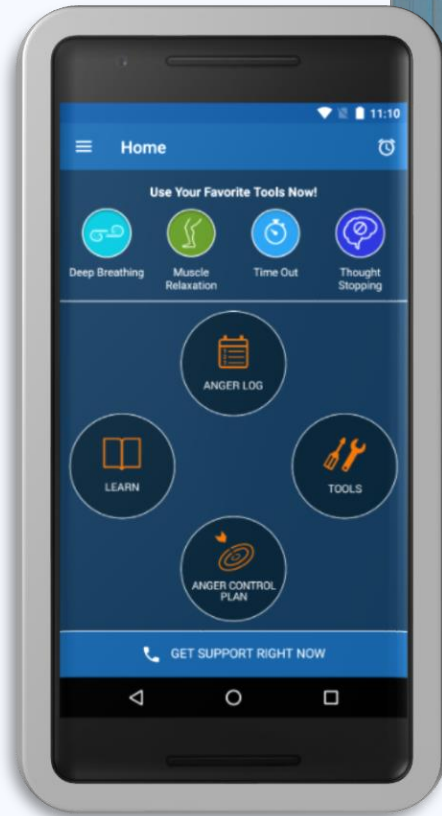 11:10
Home
Use Your Favorite Tools Now!
Deep Breathing
Muscle
Relaxation
Time Out
Thought
Stopping
ANGER LOG
LEARN
TOOLS
ANGER CONTROL
PLAN
GET SUPPORT RIGHT NOW